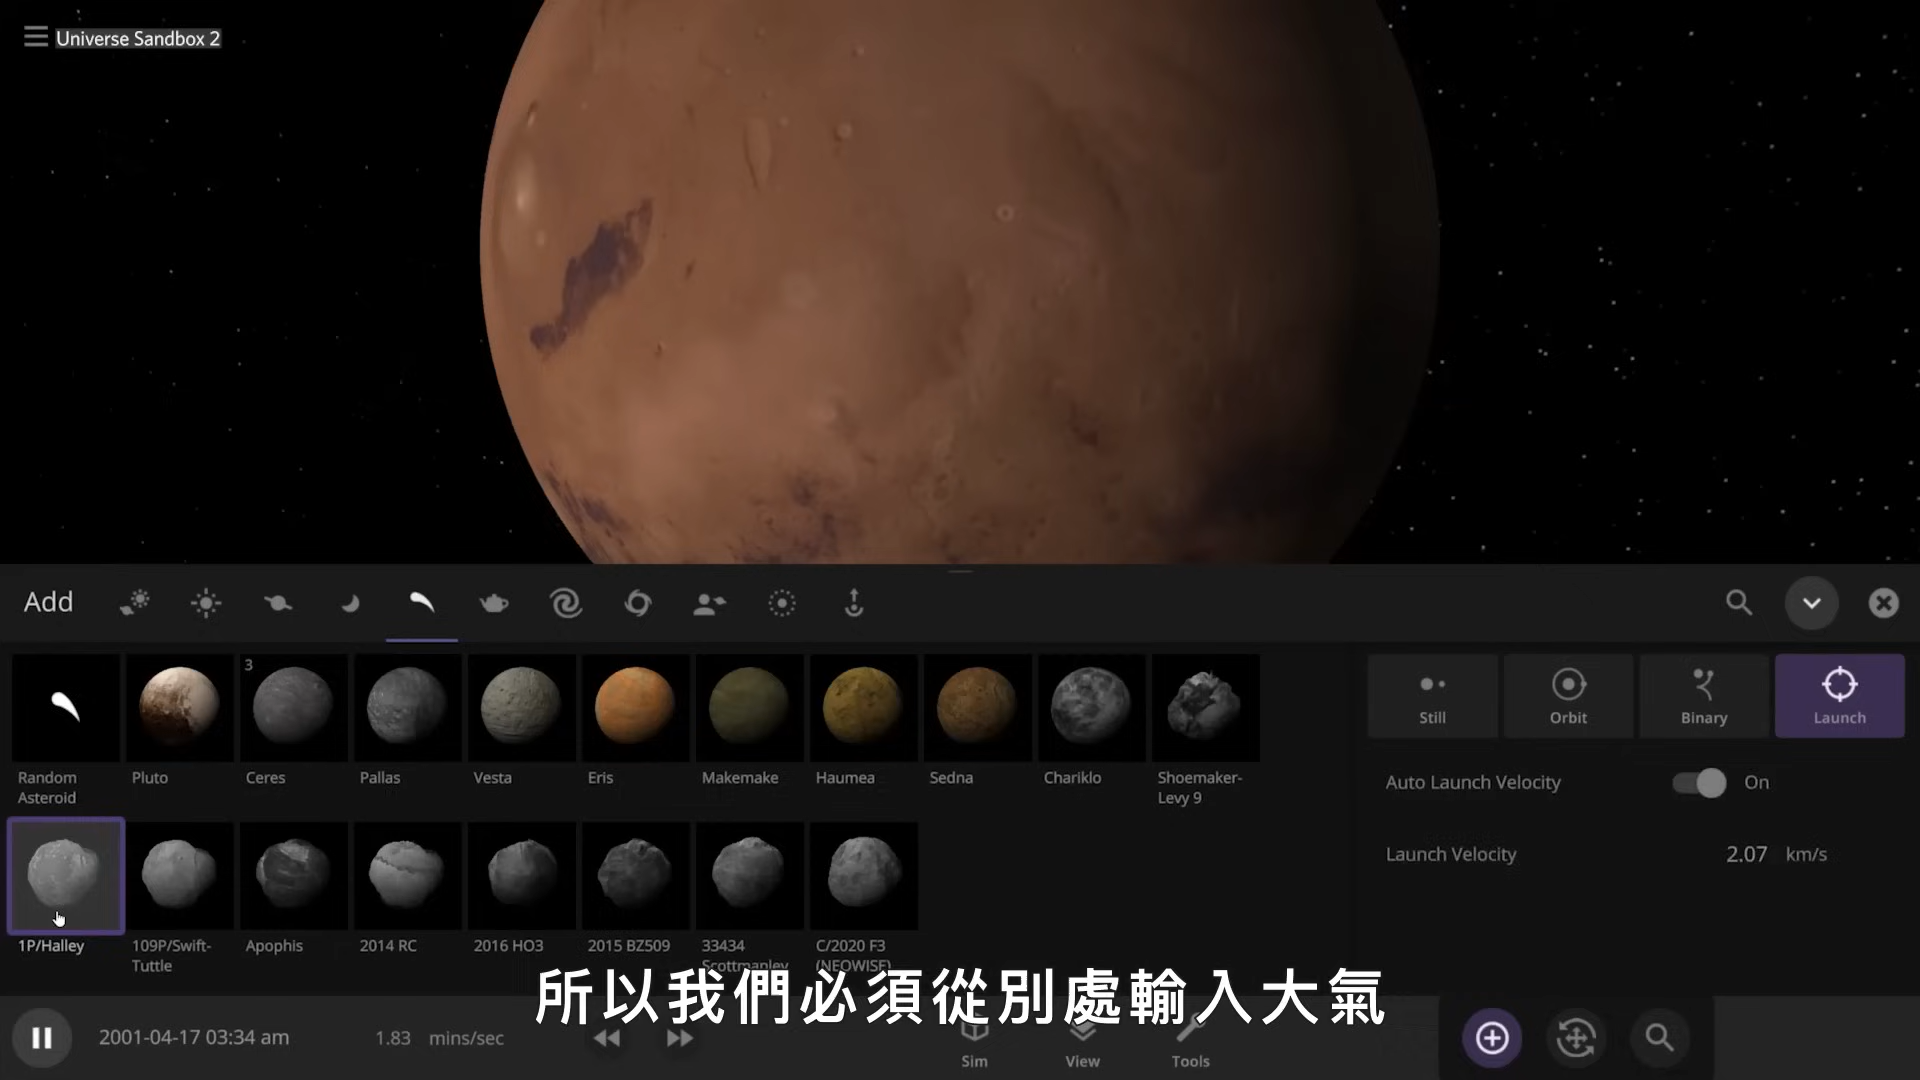 Universe Sandbox 2
Add
3
Random Asteroid
Pluto
Ceres
Pallas
Vesta
Eris
Makemake
Haumea
Sedna
Chariklo
Shoemaker-
Levy 9
Still
Orbit
Binary
Launch
Auto Launch Velocity
On
Launch Velocity
2.07 km/s
1P/Halley
109P/Swift-
Tuttle
Apophis
2014 RC
2016 HO3
2015 BZ509
33434
Scottmanley
C/2020 F3
(NEOWISE)
所以我們必須從別處輸入大氣
2001-04-17 03:34 am
1.83 mins/sec
Sim
View
Tools